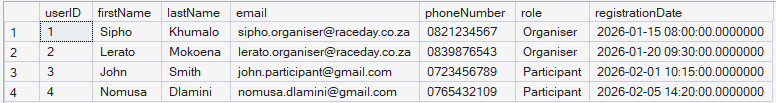 userID firstName lastName email phoneNumber role registrationDate
1 1 Sipho Khumalo sipho.organiser@raceday.co.za 0821234567 Organiser 2026-01-15 08:00:00.0000000
2 2 Lerato Mokoena lerato.organiser@raceday.co.za 0839876543 Organiser 2026-01-20 09:30:00.0000000
3 3 John Smith john.participant@gmail.com 0723456789 Participant 2026-02-01 10:15:00.0000000
4 4 Nomusa Dlamini nomusa.dlamini@gmail.com 0765432109 Participant 2026-02-05 14:20:00.0000000